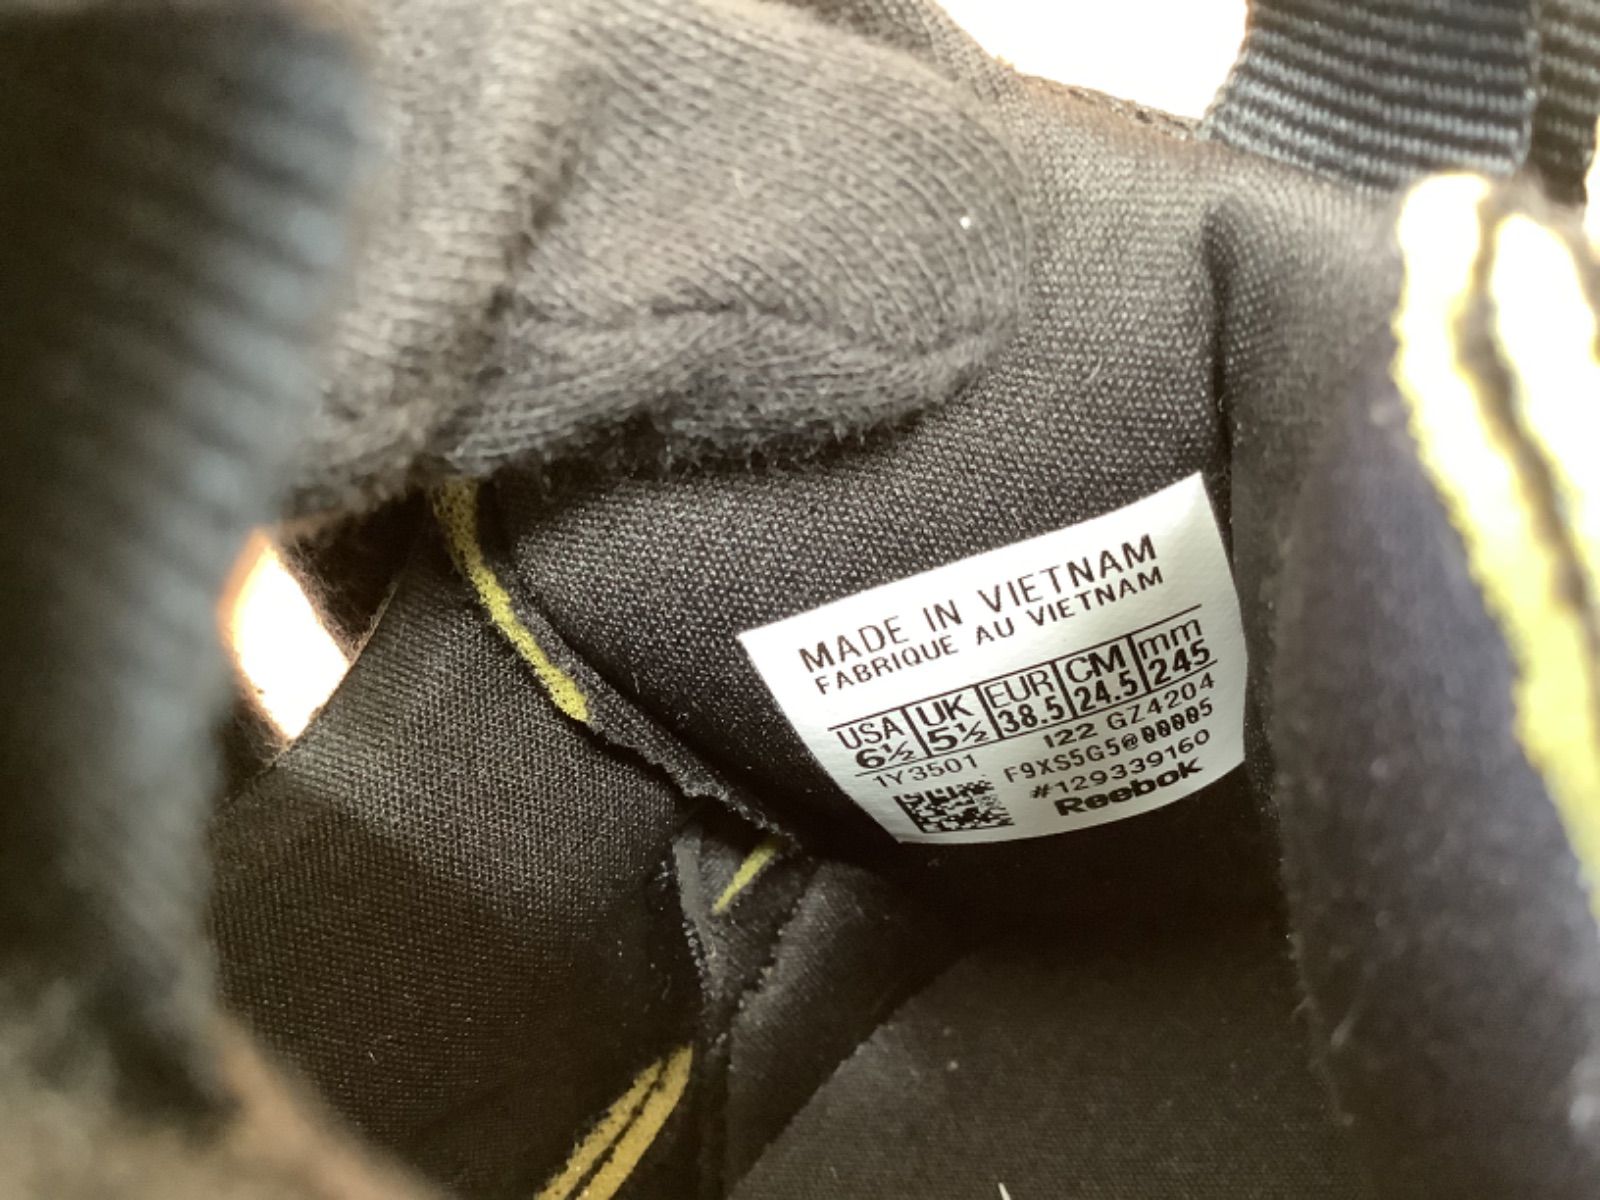 MADE IN VIETNAM
FABRIQUE AU VIETNAM
USA UK EUR CM mm
6½ 5½ 38.5 24.5 245
1Y3501 I22 GZ4204
F9XS5G5@00005
#129339160
Reebok